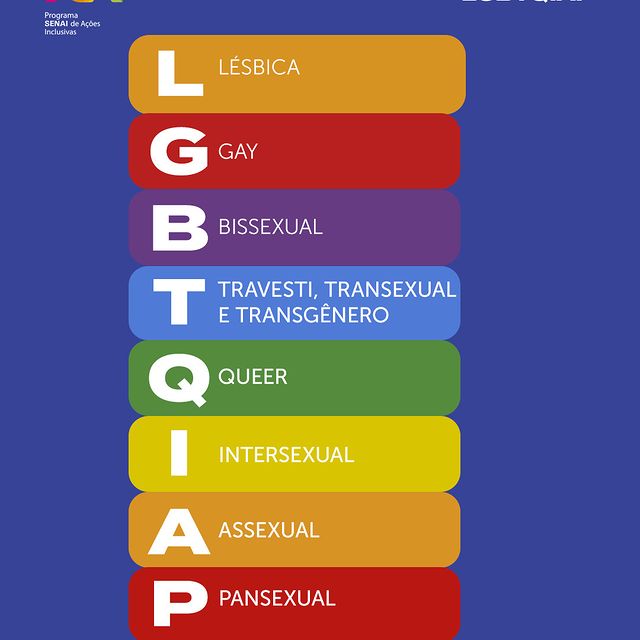 Programa
SENAI de Ações
Inclusivas
L LÉSBICA
G GAY
B BISSEXUAL
T TRAVESTI, TRANSEXUAL
E TRANSGÊNERO
Q QUEER
I INTERSEXUAL
A ASSEXUAL
P PANSEXUAL